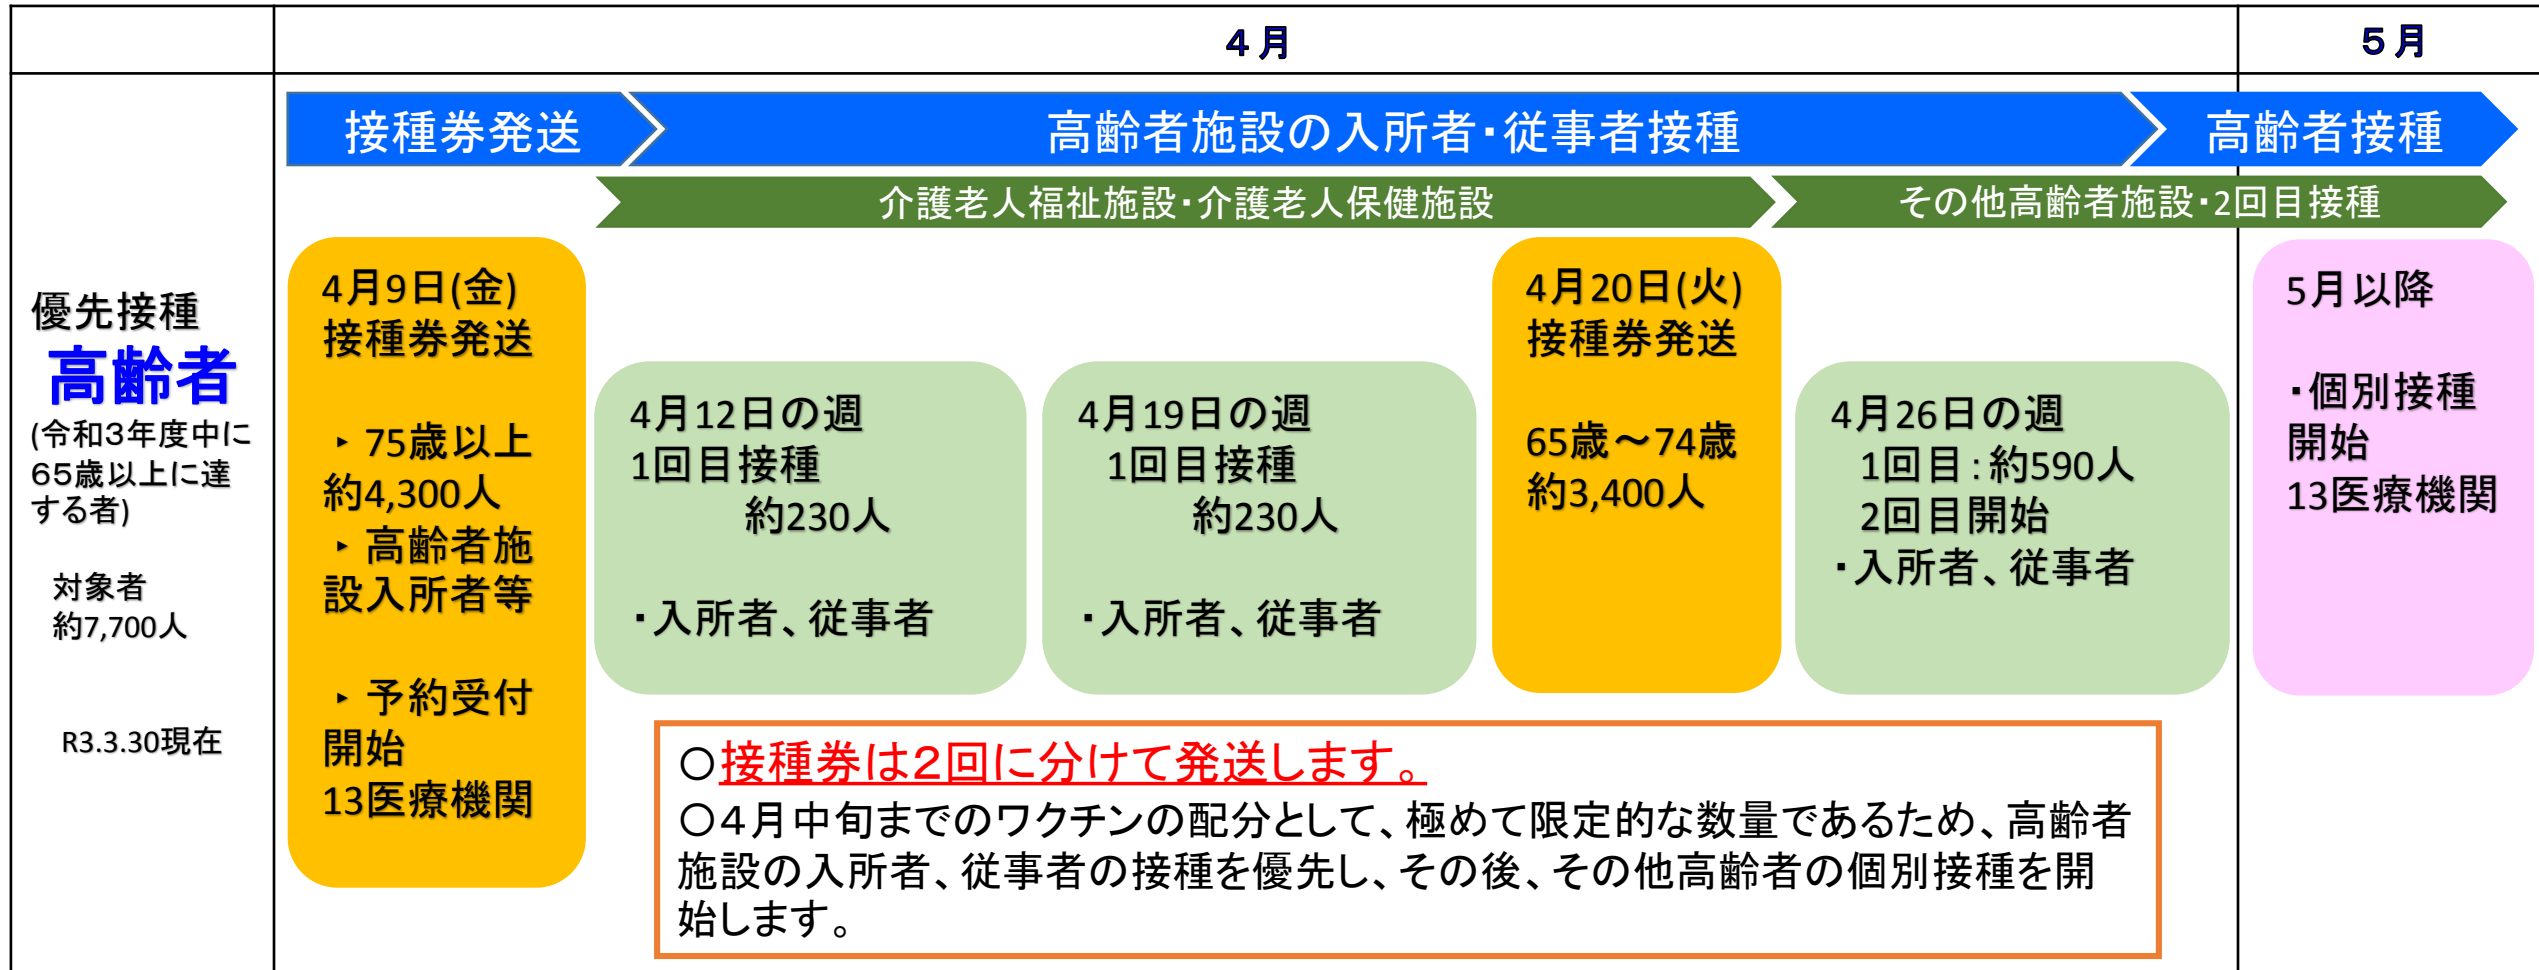 ４月
５月
接種券発送
高齢者施設の入所者・従事者接種
高齢者接種
介護老人福祉施設・介護老人保健施設
その他高齢者施設・2回目接種
優先接種
高齢者
(令和３年度中に
６５歳以上に達
する者)
対象者
約7,700人
R3.3.30現在
4月9日(金)
接種券発送
‣ 75歳以上
約4,300人
‣ 高齢者施
設入所者等
‣ 予約受付
開始
13医療機関
4月12日の週
1回目接種
約230人
・入所者、従事者
4月19日の週
1回目接種
約230人
・入所者、従事者
4月20日(火)
接種券発送
65歳～74歳
約3,400人
4月26日の週
1回目：約590人
2回目開始
・入所者、従事者
5月以降
・個別接種
開始
13医療機関
○接種券は２回に分けて発送します。
○４月中旬までのワクチンの配分として、極めて限定的な数量であるため、高齢者
施設の入所者、従事者の接種を優先し、その後、その他高齢者の個別接種を開
始します。